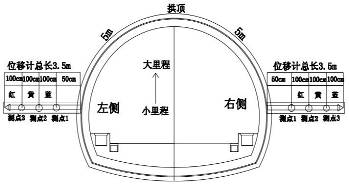 拱顶
5m
5m
位移计总长3.5m
位移计总长3.5m
100cm 100cm 100cm 50cm
50cm 100cm 100cm 100cm
红 黄 蓝
红 黄 蓝
测点3 测点2 测点1
测点1 测点2 测点3
大里程
小里程
左侧
右侧